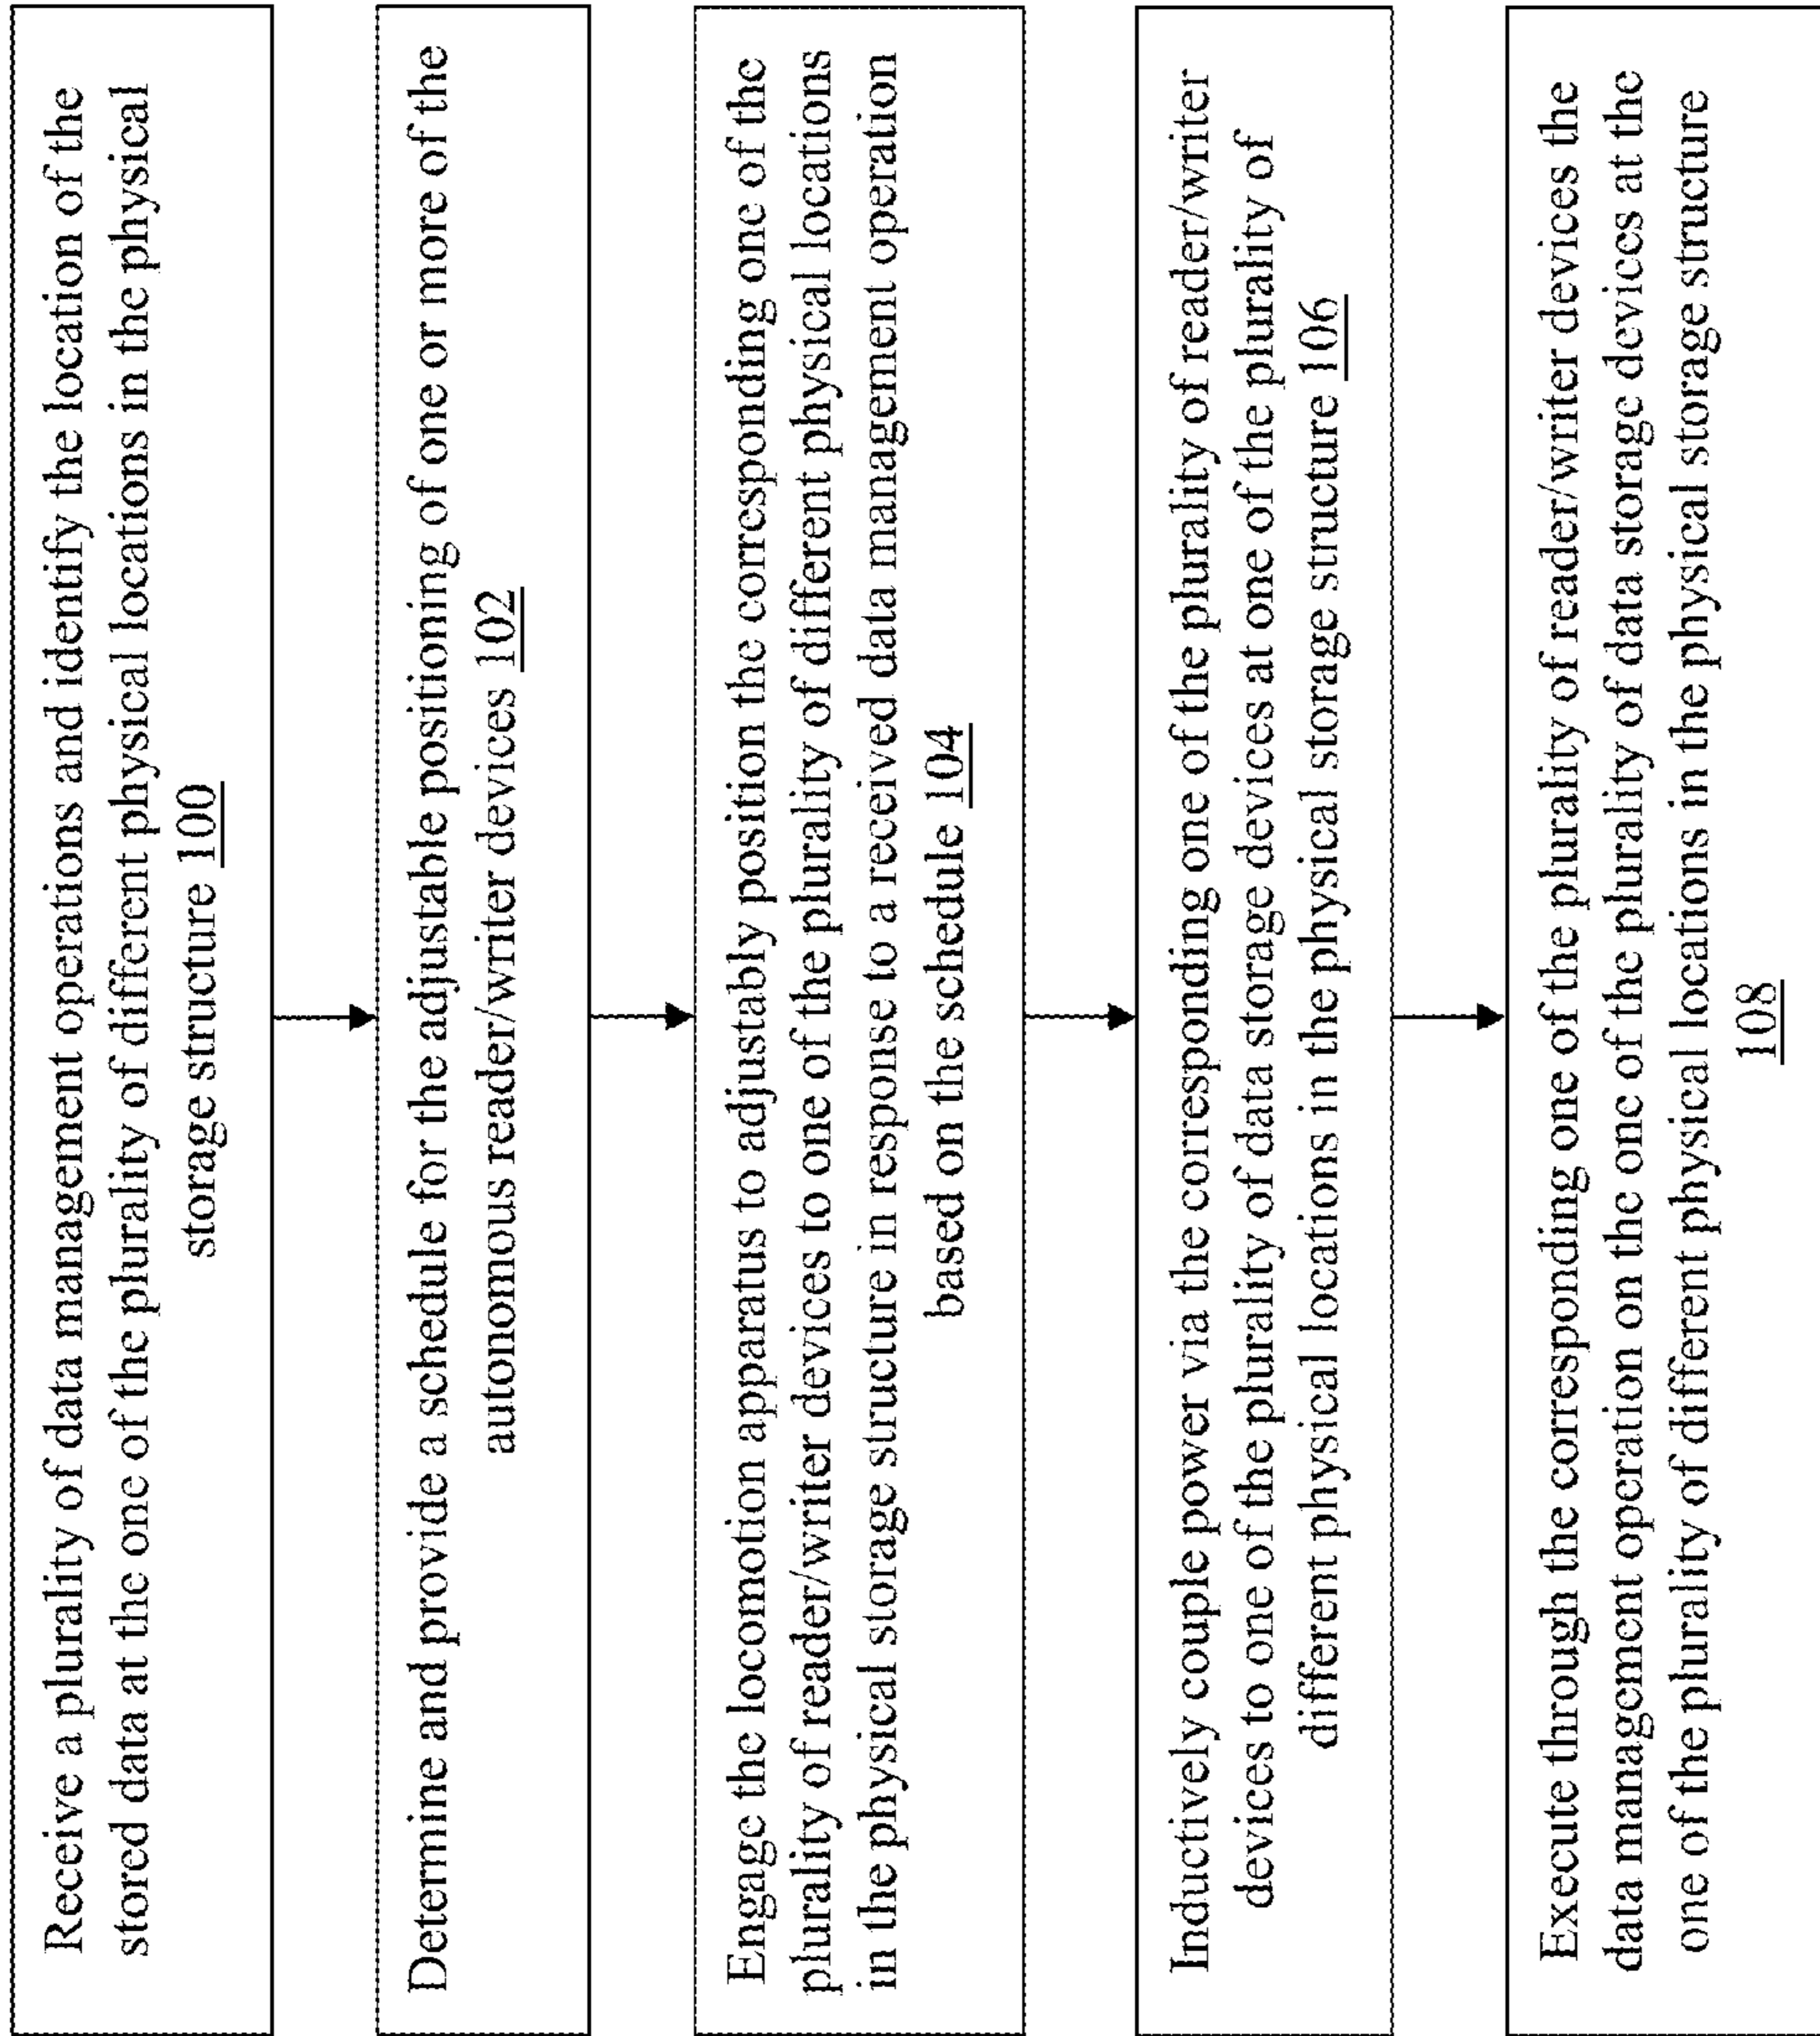 Receive a plurality of data management operations and identify the location of the
stored data at the one of the plurality of different physical locations in the physical
storage structure 100
Determine and provide a schedule for the adjustable positioning of one or more of the
autonomous reader/writer devices 102
Engage the locomotion apparatus to adjustably position the corresponding one of the
plurality of reader/writer devices to one of the plurality of different physical locations
in the physical storage structure in response to a received data management operation
based on the schedule 104
Inductively couple power via the corresponding one of the plurality of reader/writer
devices to one of the plurality of data storage devices at one of the plurality of
different physical locations in the physical storage structure 106
Execute through the corresponding one of the plurality of reader/writer devices the
data management operation on the one of the plurality of data storage devices at the
one of the plurality of different physical locations in the physical storage structure
108